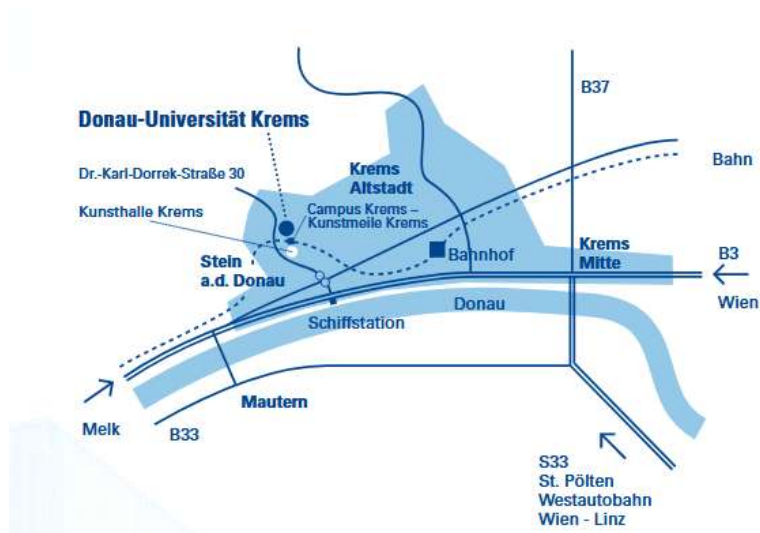 B37
Donau-Universität Krems
Bahn
Dr.-Karl-Dorrek-Straße 30
Krems
Altstadt
Kunsthalle Krems
Campus Krems –
Kunstmeile Krems
Stein
a.d. Donau
Bahnhof
Krems
Mitte
B3
Wien
Donau
Schiffstation
Mautern
Melk
B33
S33
St. Pölten
Westautobahn
Wien - Linz